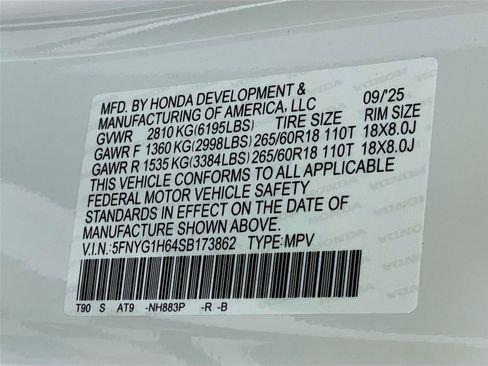 MFD. BY HONDA DEVELOPMENT & 09/'25
MANUFACTURING OF AMERICA, LLC
GVWR 2810 KG(6195LBS) TIRE SIZE RIM SIZE
GAWR F 1360 KG(2998LBS) 265/60R18 110T 18X8.0J
GAWR R 1535 KG(3384LBS) 265/60R18 110T 18X8.0J
THIS VEHICLE CONFORMS TO ALL APPLICABLE
FEDERAL MOTOR VEHICLE SAFETY
STANDARDS IN EFFECT ON THE DATE OF
MANUFACTURE SHOWN ABOVE.
V.I.N.:5FNYG1H64SB173862 TYPE:MPV
T90 S AT9 -NH883P -R -B